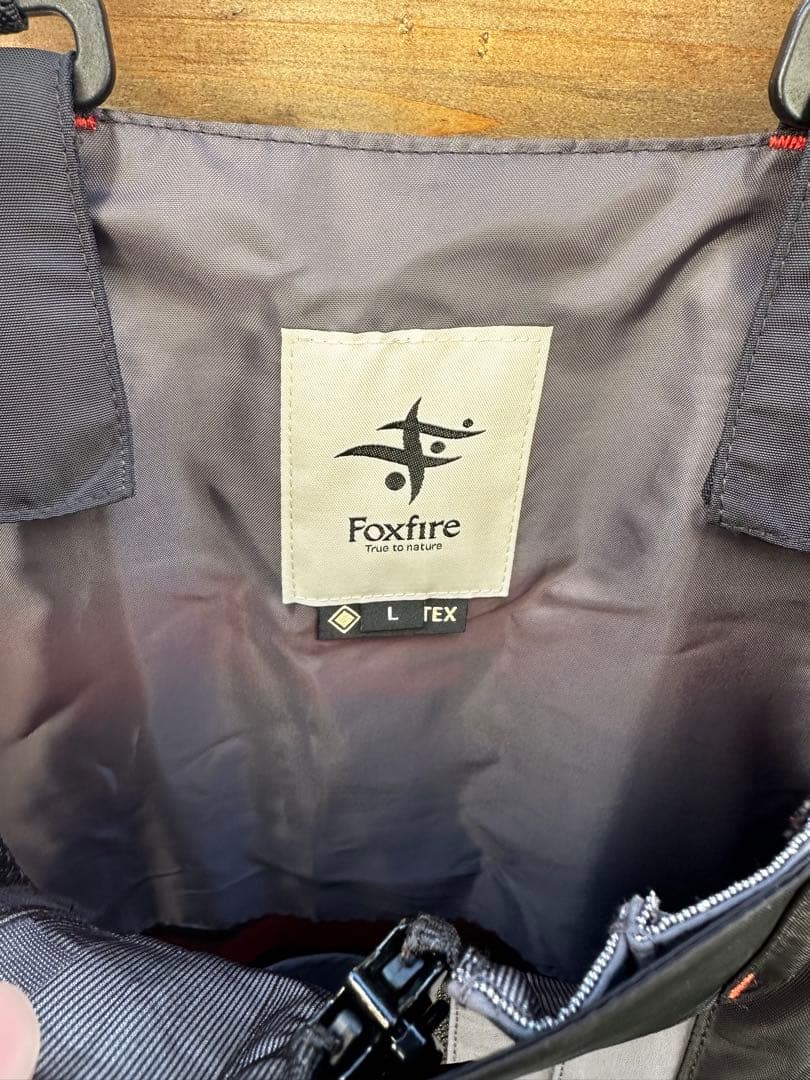 Foxfire
True to nature
L
TEX